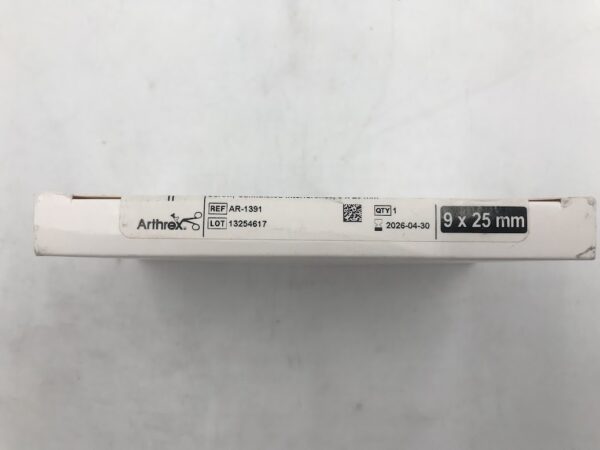 REF AR-1391
QTY 1
Arthrex
LOT 13254617
2026-04-30
9 x 25 mm